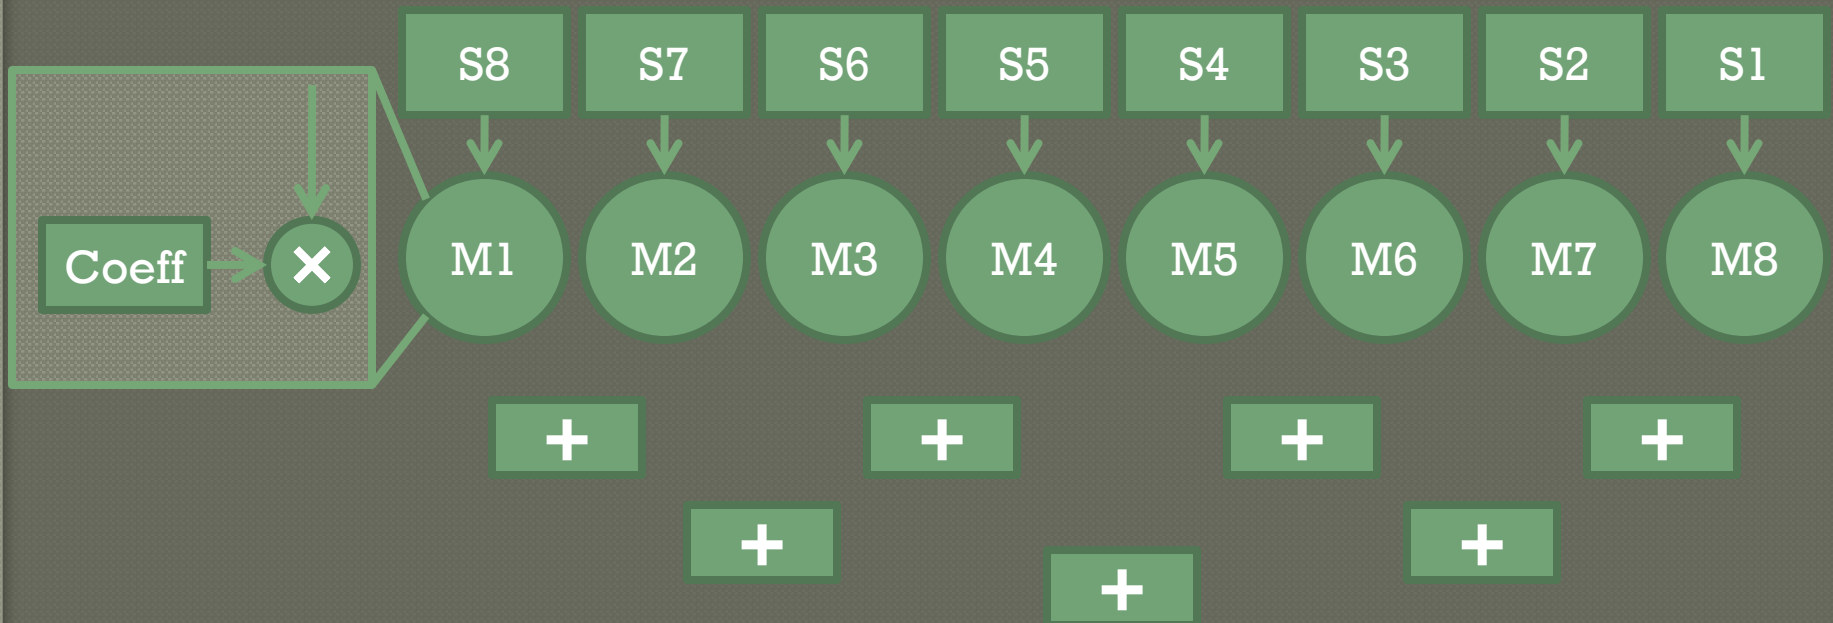 S8 S7 S6 S5 S4 S3 S2 S1
Coeff × M1 M2 M3 M4 M5 M6 M7 M8
+ + + +
+ +
+